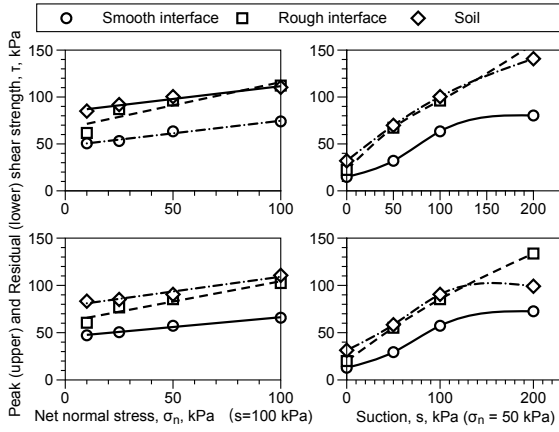 Smooth interface Rough interface Soil
Peak (upper) and Residual (lower) shear strength, τ, kPa
150
100
50
0
0 50 100
150
100
50
0
0 50 100 150 200
150
100
50
0
0 50 100
Net normal stress, σn, kPa (s=100 kPa)
150
100
50
0
0 50 100 150 200
Suction, s, kPa (σn = 50 kPa)